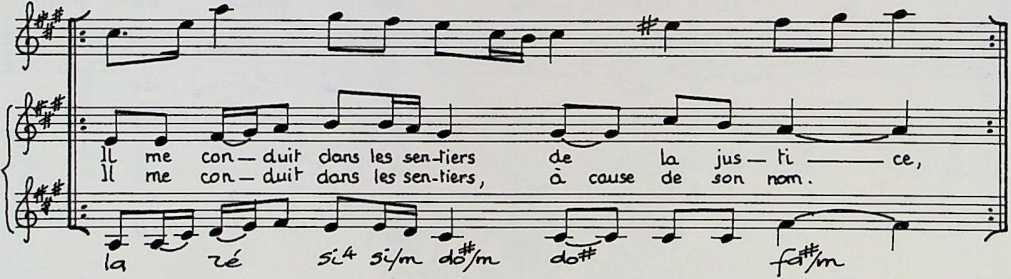 Il me con-duit dans les sen-tiers de la jus-ti-ce,
Il me con-duit dans les sen-tiers, à cause de son nom.
la ré si4 si/m do#/m do# fa#/m